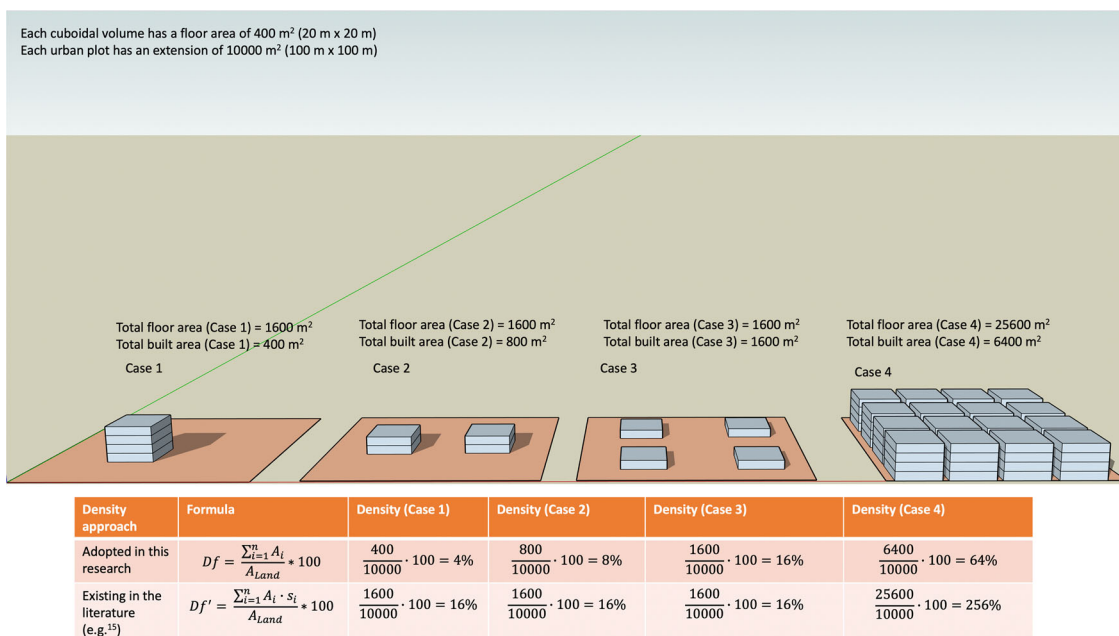 Each cuboidal volume has a floor area of 400 m² (20 m x 20 m)
Each urban plot has an extension of 10000 m² (100 m x 100 m)
Total floor area (Case 1) = 1600 m²
Total built area (Case 1) = 400 m²
Case 1
Total floor area (Case 2) = 1600 m²
Total built area (Case 2) = 800 m²
Case 2
Total floor area (Case 3) = 1600 m²
Total built area (Case 3) = 1600 m²
Case 3
Total floor area (Case 4) = 25600 m²
Total built area (Case 4) = 6400 m²
Case 4
Density approach Formula Density (Case 1) Density (Case 2) Density (Case 3) Density (Case 4)
Adopted in this research Df = ∑ⁿᵢ₌₁ Aᵢ / A_Land * 100 400/10000 · 100 = 4% 800/10000 · 100 = 8% 1600/10000 · 100 = 16% 6400/10000 · 100 = 64%
Existing in the literature (e.g.¹⁵) Df′ = ∑ⁿᵢ₌₁ Aᵢ · sᵢ / A_Land * 100 1600/10000 · 100 = 16% 1600/10000 · 100 = 16% 1600/10000 · 100 = 16% 25600/10000 · 100 = 256%